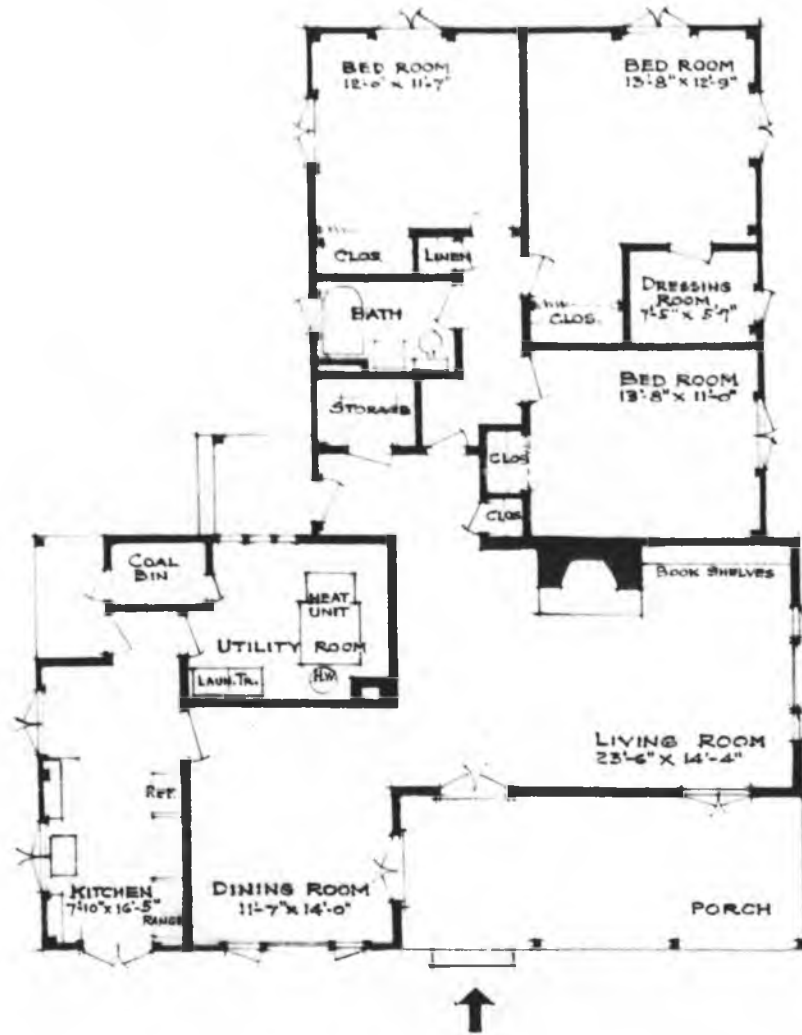 BED ROOM
12'-0" x 11'-7"
BED ROOM
13'-8" x 12'-9"
CLOS.
LINEN
BATH
DRESSING
ROOM
7'-5" x 5'-9"
CLOS.
BED ROOM
13'-8" x 11'-0"
STORAGE
CLOS.
CLOS.
COAL
BIN
HEAT
UNIT
BOOK SHELVES
UTILITY ROOM
LAUN. TR.
H.W.
LIVING ROOM
23'-6" x 14'-4"
REF.
KITCHEN
7'-10" x 16'-5"
RANGE
DINING ROOM
11'-7" x 14'-0"
PORCH